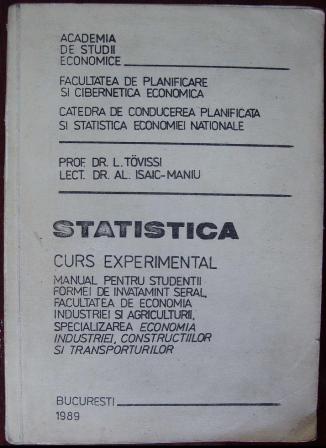 ACADEMIA
DE STUDII
ECONOMICE
FACULTATEA DE PLANIFICARE
SI CIBERNETICA ECONOMICA
CATEDRA DE CONDUCEREA PLANIFICATA
SI STATISTICA ECONOMIEI NATIONALE
PROF. DR. L. TÖVISSI
LECT. DR. AL. ISAIC-MANIU
STATISTICA
CURS EXPERIMENTAL
MANUAL PENTRU STUDENTII
FORMEI DE INVATAMINT SERAL,
FACULTATEA DE ECONOMIA
INDUSTRIEI SI AGRICULTURII,
SPECIALIZAREA ECONOMIA
INDUSTRIEI, CONSTRUCTIILOR
SI TRANSPORTURILOR
BUCURESTI
1989